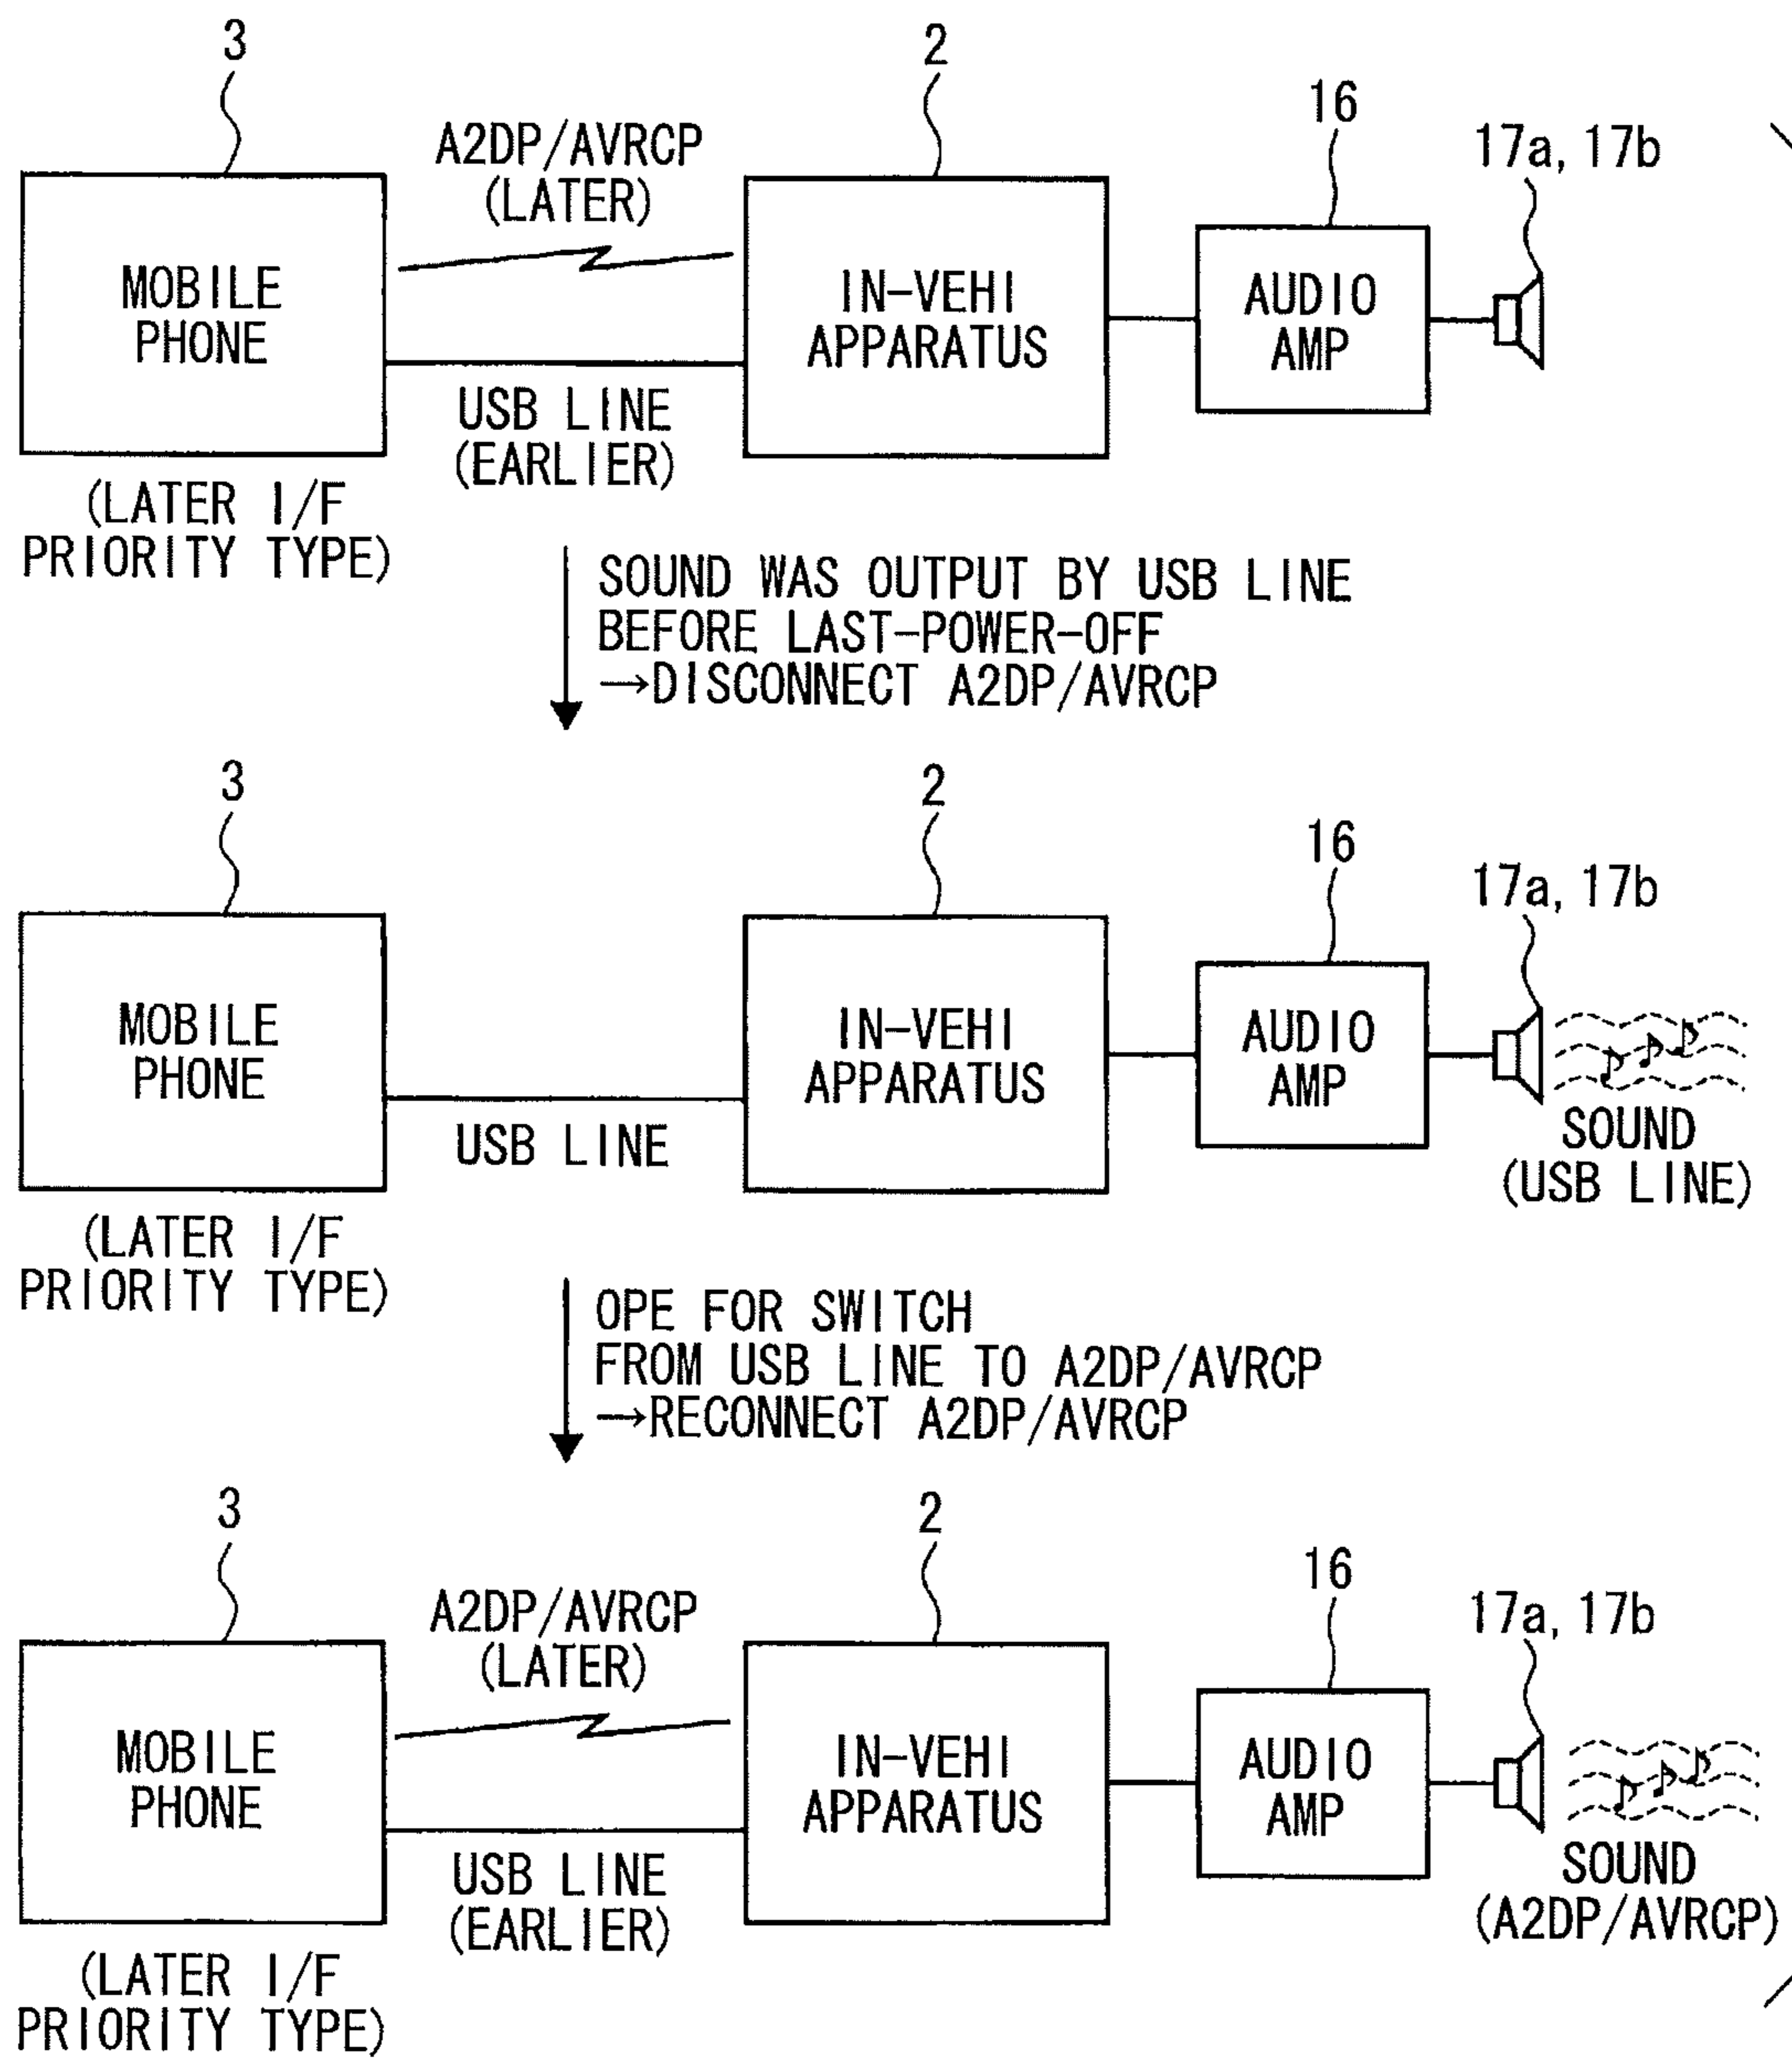 3
2
16
17a, 17b
A2DP/AVRCP
(LATER)
MOBILE
PHONE
IN-VEHI
APPARATUS
AUDIO
AMP
USB LINE
(EARLIER)
(LATER I/F
PRIORITY TYPE)
SOUND WAS OUTPUT BY USB LINE
BEFORE LAST-POWER-OFF
→DISCONNECT A2DP/AVRCP
3
2
16
17a, 17b
MOBILE
PHONE
IN-VEHI
APPARATUS
AUDIO
AMP
USB LINE
SOUND
(USB LINE)
(LATER I/F
PRIORITY TYPE)
OPE FOR SWITCH
FROM USB LINE TO A2DP/AVRCP
→RECONNECT A2DP/AVRCP
3
2
16
17a, 17b
A2DP/AVRCP
(LATER)
MOBILE
PHONE
IN-VEHI
APPARATUS
AUDIO
AMP
USB LINE
(EARLIER)
SOUND
(A2DP/AVRCP)
(LATER I/F
PRIORITY TYPE)